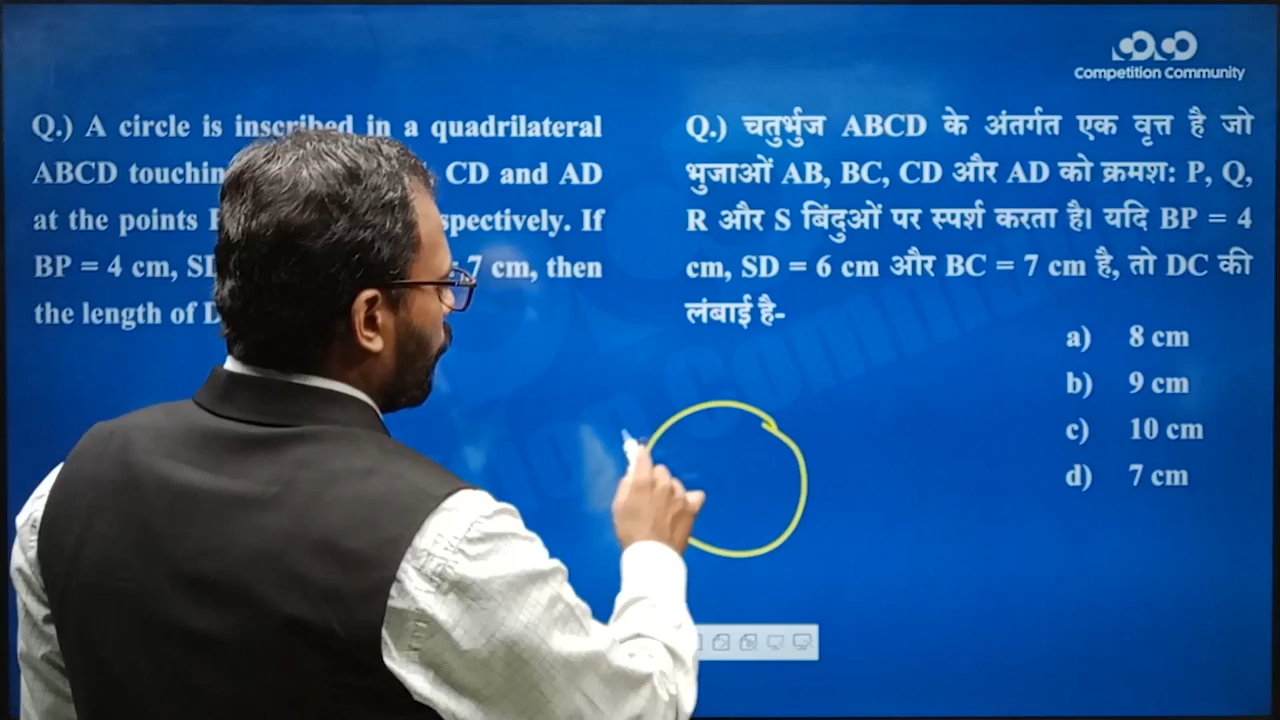 Competition Community
Q.) A circle is inscribed in a quadrilateral
ABCD CD and AD
at the points If
BP = 4 cm, 7 cm, then
the length of
Q.) चतुर्भुज ABCD के अंतर्गत एक वृत्त है जो
भुजाओं AB, BC, CD और AD को क्रमश: P, Q,
R और S बिंदुओं पर स्पर्श करता है। यदि BP = 4
cm, SD = 6 cm और BC = 7 cm है, तो DC की
लंबाई है-
a) 8 cm
b) 9 cm
c) 10 cm
d) 7 cm